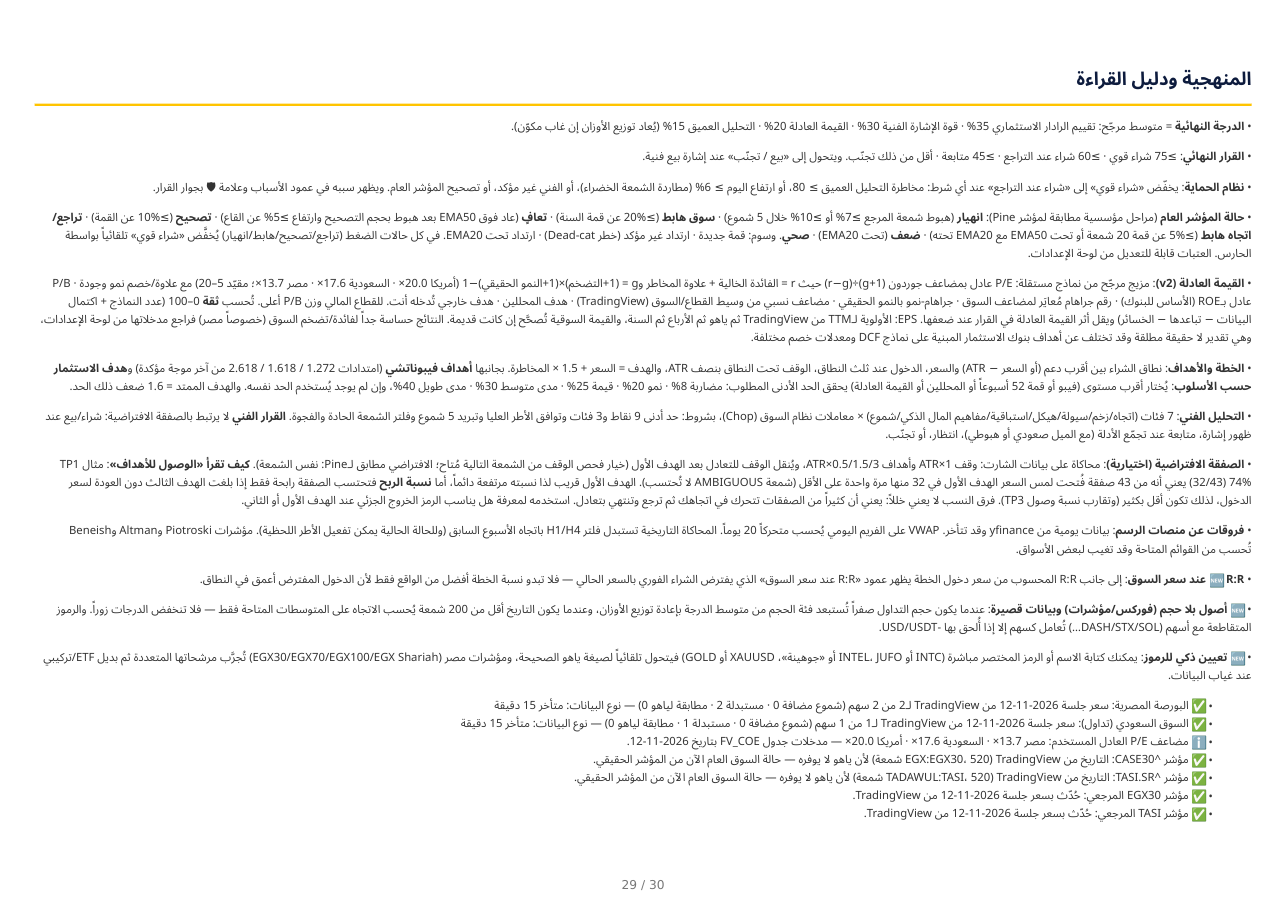 المنهجية ودليل القراءة
• الدرجة النهائية = متوسط مرجّح: تقييم الرادار الاستثماري 35% · قوة الإشارة الفنية 30% · القيمة العادلة 20% · التحليل العميق 15% (يُعاد توزيع الأوزان إن غاب مكوّن).
• القرار النهائي: ≥75 شراء قوي · ≥60 شراء عند التراجع · ≥45 متابعة · أقل من ذلك تجنّب. ويتحول إلى «بيع / تجنّب» عند إشارة بيع فنية.
• نظام الحماية: يخفّض «شراء قوي» إلى «شراء عند التراجع» عند أي شرط: مخاطرة التحليل العميق ≥ 80، أو ارتفاع اليوم ≥ 6% (مطاردة الشمعة الخضراء)، أو الفني غير مؤكد، أو تصحيح المؤشر العام. ويظهر سببه في عمود الأسباب وعلامة 🛡 بجوار القرار.
• حالة المؤشر العام (مراحل مؤسسية مطابقة لمؤشر Pine): انهيار (هبوط شمعة المرجع ≥7% أو ≥10% خلال 5 شموع) · سوق هابط (≥20% عن قمة السنة) · تعافٍ (عاد فوق EMA50 بعد هبوط بحجم التصحيح وارتفاع ≥5% عن القاع) · تصحيح (≥10% عن القمة) · تراجع/
اتجاه هابط (≥5% عن قمة 20 شمعة أو تحت EMA50 مع EMA20 تحته) · ضعف (تحت EMA20) · صحي. وسوم: قمة جديدة · ارتداد غير مؤكد (خطر Dead-cat) · ارتداد تحت EMA20. في كل حالات الضغط (تراجع/تصحيح/هابط/انهيار) يُخفَّض «شراء قوي» تلقائياً بواسطة
الحارس. العتبات قابلة للتعديل من لوحة الإعدادات.
• القيمة العادلة (v2): مزيج مرجّح من نماذج مستقلة: P/E عادل بمضاعف جوردون (1+g)÷(r−g) حيث r = الفائدة الخالية + علاوة المخاطر وg = (1+التضخم)×(1+النمو الحقيقي)−1 (أمريكا 20.0× · السعودية 17.6× · مصر 13.7×؛ مقيّد 5–20) مع علاوة/خصم نمو وجودة · P/B
عادل بـROE (الأساس للبنوك) · رقم جراهام مُعايَر لمضاعف السوق · جراهام-نمو بالنمو الحقيقي · مضاعف نسبي من وسيط القطاع/السوق (TradingView) · هدف المحللين · هدف خارجي تُدخله أنت. للقطاع المالي وزن P/B أعلى. تُحسب ثقة 0–100 (عدد النماذج + اكتمال
البيانات − تباعدها − الخسائر) ويقل أثر القيمة العادلة في القرار عند ضعفها. EPS: الأولوية لـTTM من TradingView ثم ياهو ثم الأرباع ثم السنة، والقيمة السوقية تُصحَّح إن كانت قديمة. النتائج حساسة جداً لفائدة/تضخم السوق (خصوصاً مصر) فراجع مدخلاتها من لوحة الإعدادات،
وهي تقدير لا حقيقة مطلقة وقد تختلف عن أهداف بنوك الاستثمار المبنية على نماذج DCF ومعدلات خصم مختلفة.
• الخطة والأهداف: نطاق الشراء بين أقرب دعم (أو السعر − ATR) والسعر، الدخول عند ثلث النطاق، الوقف تحت النطاق بنصف ATR، والهدف = السعر + 1.5 × المخاطرة. بجانبها أهداف فيبوناتشي (امتدادات 1.272 / 1.618 / 2.618 من آخر موجة مؤكدة) وهدف الاستثمار
حسب الأسلوب: يُختار أقرب مستوى (فيبو أو قمة 52 أسبوعاً أو المحللين أو القيمة العادلة) يحقق الحد الأدنى المطلوب: مضاربة 8% · نمو 20% · قيمة 25% · مدى متوسط 30% · مدى طويل 40%، وإن لم يوجد يُستخدم الحد نفسه. والهدف الممتد = 1.6 ضعف ذلك الحد.
• التحليل الفني: 7 فئات (اتجاه/زخم/سيولة/هيكل/استباقية/مفاهيم المال الذكي/شموع) × معاملات نظام السوق (Chop)، بشروط: حد أدنى 9 نقاط و3 فئات وتوافق الأطر العليا وتبريد 5 شموع وفلتر الشمعة الحادة والفجوة. القرار الفني لا يرتبط بالصفقة الافتراضية: شراء/بيع عند
ظهور إشارة، متابعة عند تجمّع الأدلة (مع الميل صعودي أو هبوطي)، انتظار، أو تجنّب.
• الصفقة الافتراضية (اختيارية): محاكاة على بيانات الشارت: وقف 1×ATR وأهداف 0.5/1.5/3×ATR، ويُنقل الوقف للتعادل بعد الهدف الأول (خيار فحص الوقف من الشمعة التالية مُتاح؛ الافتراضي مطابق لـPine: نفس الشمعة). كيف تقرأ «الوصول للأهداف»: مثال TP1
74% (32/43) يعني أنه من 43 صفقة فُتحت لمس السعر الهدف الأول في 32 منها مرة واحدة على الأقل (شمعة AMBIGUOUS لا تُحتسب). الهدف الأول قريب لذا نسبته مرتفعة دائماً، أما نسبة الربح فتحتسب الصفقة رابحة فقط إذا بلغت الهدف الثالث دون العودة لسعر
الدخول، لذلك تكون أقل بكثير (وتقارب نسبة وصول TP3). فرق النسب لا يعني خللاً: يعني أن كثيراً من الصفقات تتحرك في اتجاهك ثم ترجع وتنتهي بتعادل. استخدمه لمعرفة هل يناسب الرمز الخروج الجزئي عند الهدف الأول أو الثاني.
• فروقات عن منصات الرسم: بيانات يومية من yfinance وقد تتأخر. VWAP على الفريم اليومي يُحسب متحركاً 20 يوماً. المحاكاة التاريخية تستبدل فلتر H1/H4 باتجاه الأسبوع السابق (وللحالة الحالية يمكن تفعيل الأطر اللحظية). مؤشرات Piotroski وAltman وBeneish
تُحسب من القوائم المتاحة وقد تغيب لبعض الأسواق.
• R:R 🆕 عند سعر السوق: إلى جانب R:R المحسوب من سعر دخول الخطة يظهر عمود «R:R عند سعر السوق» الذي يفترض الشراء الفوري بالسعر الحالي — فلا تبدو نسبة الخطة أفضل من الواقع فقط لأن الدخول المفترض أعمق في النطاق.
• 🆕 أصول بلا حجم (فوركس/مؤشرات) وبيانات قصيرة: عندما يكون حجم التداول صفراً تُستبعد فئة الحجم من متوسط الدرجة بإعادة توزيع الأوزان، وعندما يكون التاريخ أقل من 200 شمعة يُحسب الاتجاه على المتوسطات المتاحة فقط — فلا تنخفض الدرجات زوراً. والرموز
المتقاطعة مع أسهم (DASH/STX/SOL…) تُعامل كسهم إلا إذا أُلحق بها -USD/USDT.
• 🆕 تعيين ذكي للرموز: يمكنك كتابة الاسم أو الرمز المختصر مباشرة (INTC أو INTEL، JUFO أو «جوهينة»، XAUUSD أو GOLD) فيتحول تلقائياً لصيغة ياهو الصحيحة، ومؤشرات مصر (EGX30/EGX70/EGX100/EGX Shariah) تُجرَّب مرشحاتها المتعددة ثم بديل ETF/تركيبي
عند غياب البيانات.
• ✅ البورصة المصرية: سعر جلسة 2026-11-12 من TradingView لـ2 من 2 سهم (شموع مضافة 0 · مستبدلة 2 · مطابقة لياهو 0) — نوع البيانات: متأخر 15 دقيقة
• ✅ السوق السعودي (تداول): سعر جلسة 2026-11-12 من TradingView لـ1 من 1 سهم (شموع مضافة 0 · مستبدلة 1 · مطابقة لياهو 0) — نوع البيانات: متأخر 15 دقيقة
• ℹ️ مضاعف P/E العادل المستخدم: مصر 13.7× · السعودية 17.6× · أمريكا 20.0× — مدخلات جدول FV_COE بتاريخ 2026-11-12.
• ✅ مؤشر ^CASE30: التاريخ من TradingView (EGX:EGX30، 520 شمعة) لأن ياهو لا يوفره — حالة السوق العام الآن من المؤشر الحقيقي.
• ✅ مؤشر ^TASI.SR: التاريخ من TradingView (TADAWUL:TASI، 520 شمعة) لأن ياهو لا يوفره — حالة السوق العام الآن من المؤشر الحقيقي.
• ✅ مؤشر EGX30 المرجعي: حُدّث بسعر جلسة 2026-11-12 من TradingView.
• ✅ مؤشر TASI المرجعي: حُدّث بسعر جلسة 2026-11-12 من TradingView.
29 / 30